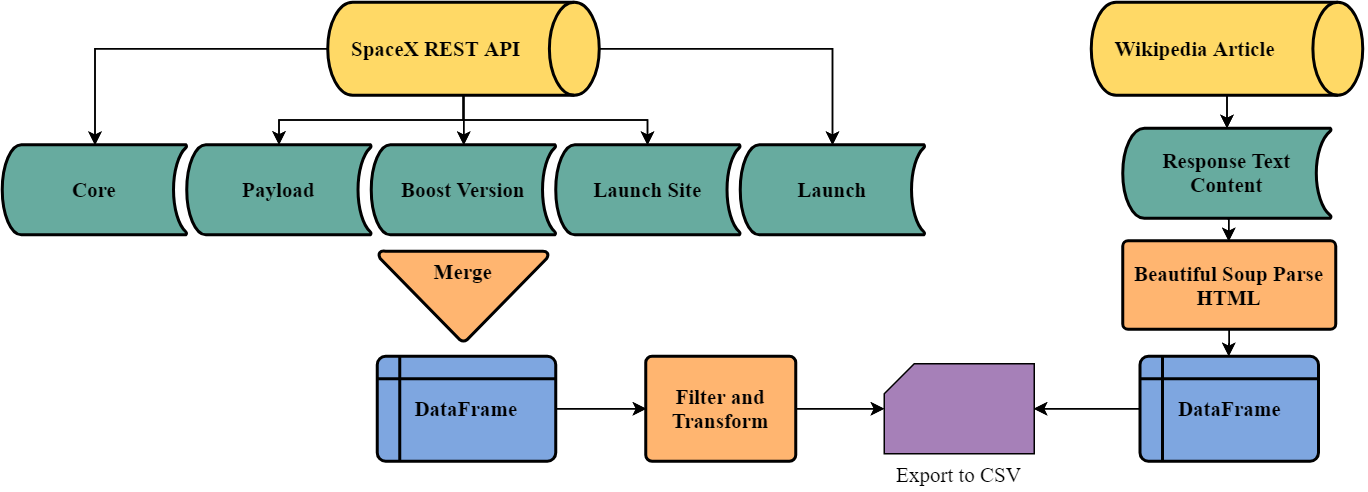 SpaceX REST API
Wikipedia Article
Core
Payload
Boost Version
Launch Site
Launch
Response Text
Content
Merge
Beautiful Soup Parse
HTML
DataFrame
Filter and
Transform
DataFrame
Export to CSV